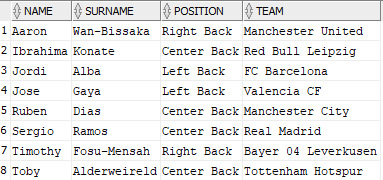 NAME SURNAME POSITION TEAM
1 Aaron Wan-Bissaka Right Back Manchester United
2 Ibrahima Konate Center Back Red Bull Leipzig
3 Jordi Alba Left Back FC Barcelona
4 Jose Gaya Left Back Valencia CF
5 Ruben Dias Center Back Manchester City
6 Sergio Ramos Center Back Real Madrid
7 Timothy Fosu-Mensah Right Back Bayer 04 Leverkusen
8 Toby Alderweireld Center Back Tottenham Hotspur